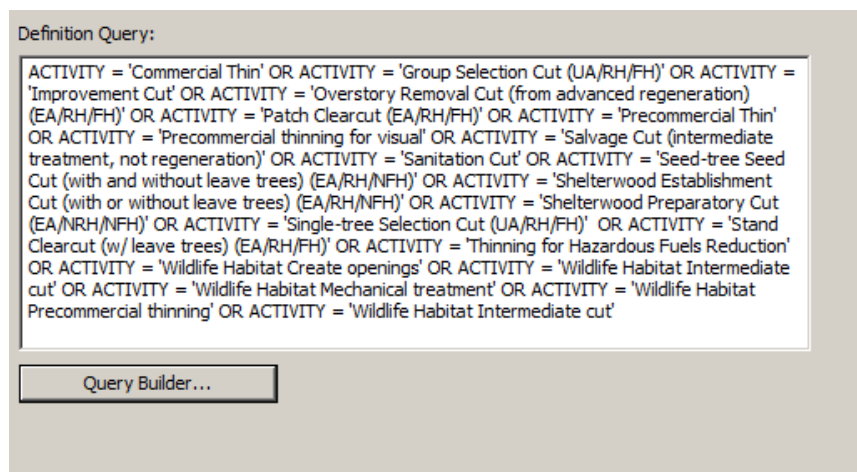 Definition Query:
ACTIVITY = 'Commercial Thin' OR ACTIVITY = 'Group Selection Cut (UA/RH/FH)' OR ACTIVITY =
'Improvement Cut' OR ACTIVITY = 'Overstory Removal Cut (from advanced regeneration)
(EA/RH/FH)' OR ACTIVITY = 'Patch Clearcut (EA/RH/FH)' OR ACTIVITY = 'Precommercial Thin'
OR ACTIVITY = 'Precommercial thinning for visual' OR ACTIVITY = 'Salvage Cut (intermediate
treatment, not regeneration)' OR ACTIVITY = 'Sanitation Cut' OR ACTIVITY = 'Seed-tree Seed
Cut (with and without leave trees) (EA/RH/NFH)' OR ACTIVITY = 'Shelterwood Establishment
Cut (with or without leave trees) (EA/RH/NFH)' OR ACTIVITY = 'Shelterwood Preparatory Cut
(EA/NRH/NFH)' OR ACTIVITY = 'Single-tree Selection Cut (UA/RH/FH)'  OR ACTIVITY = 'Stand
Clearcut (w/ leave trees) (EA/RH/FH)' OR ACTIVITY = 'Thinning for Hazardous Fuels Reduction'
OR ACTIVITY = 'Wildlife Habitat Create openings' OR ACTIVITY = 'Wildlife Habitat Intermediate
cut' OR ACTIVITY = 'Wildlife Habitat Mechanical treatment' OR ACTIVITY = 'Wildlife Habitat
Precommercial thinning' OR ACTIVITY = 'Wildlife Habitat Intermediate cut'
Query Builder...